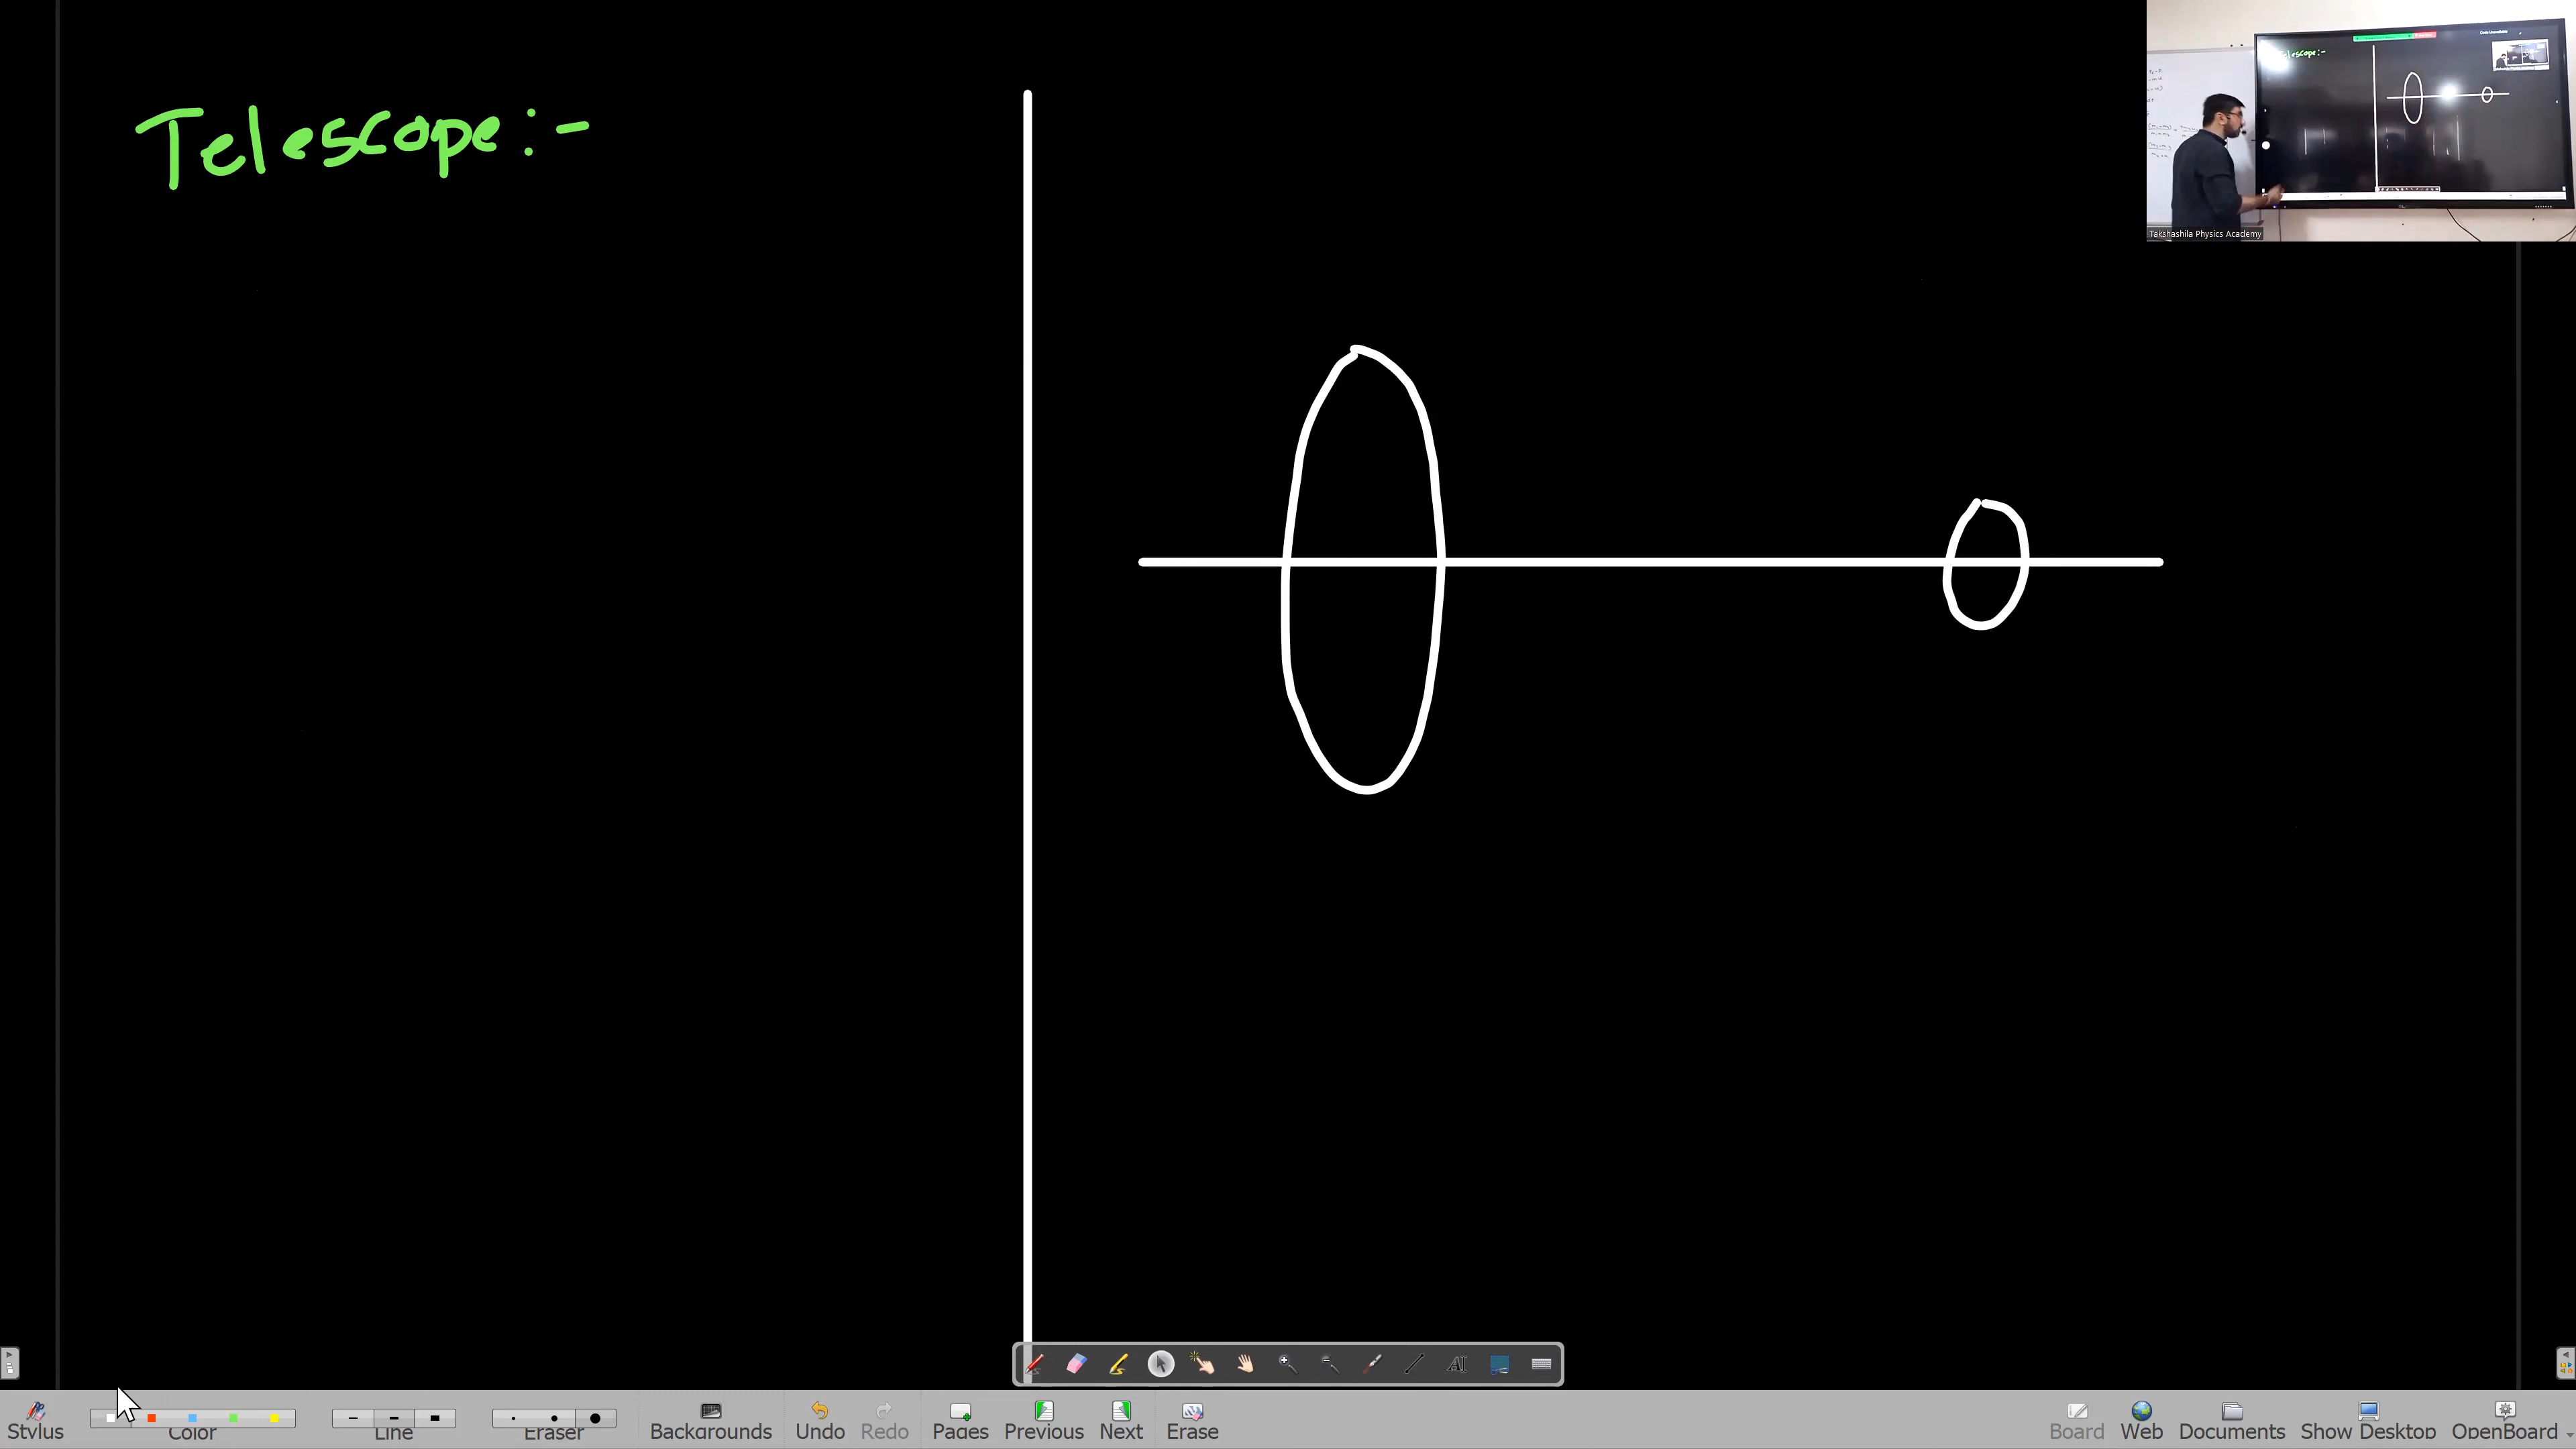 Telescope:-
Telescope:-
Takshashila Physics Academy
Stylus
Color
Line
Eraser
Backgrounds
Undo
Redo
Pages
Previous
Next
Erase
Board
Web
Documents
Show Desktop
OpenBoard